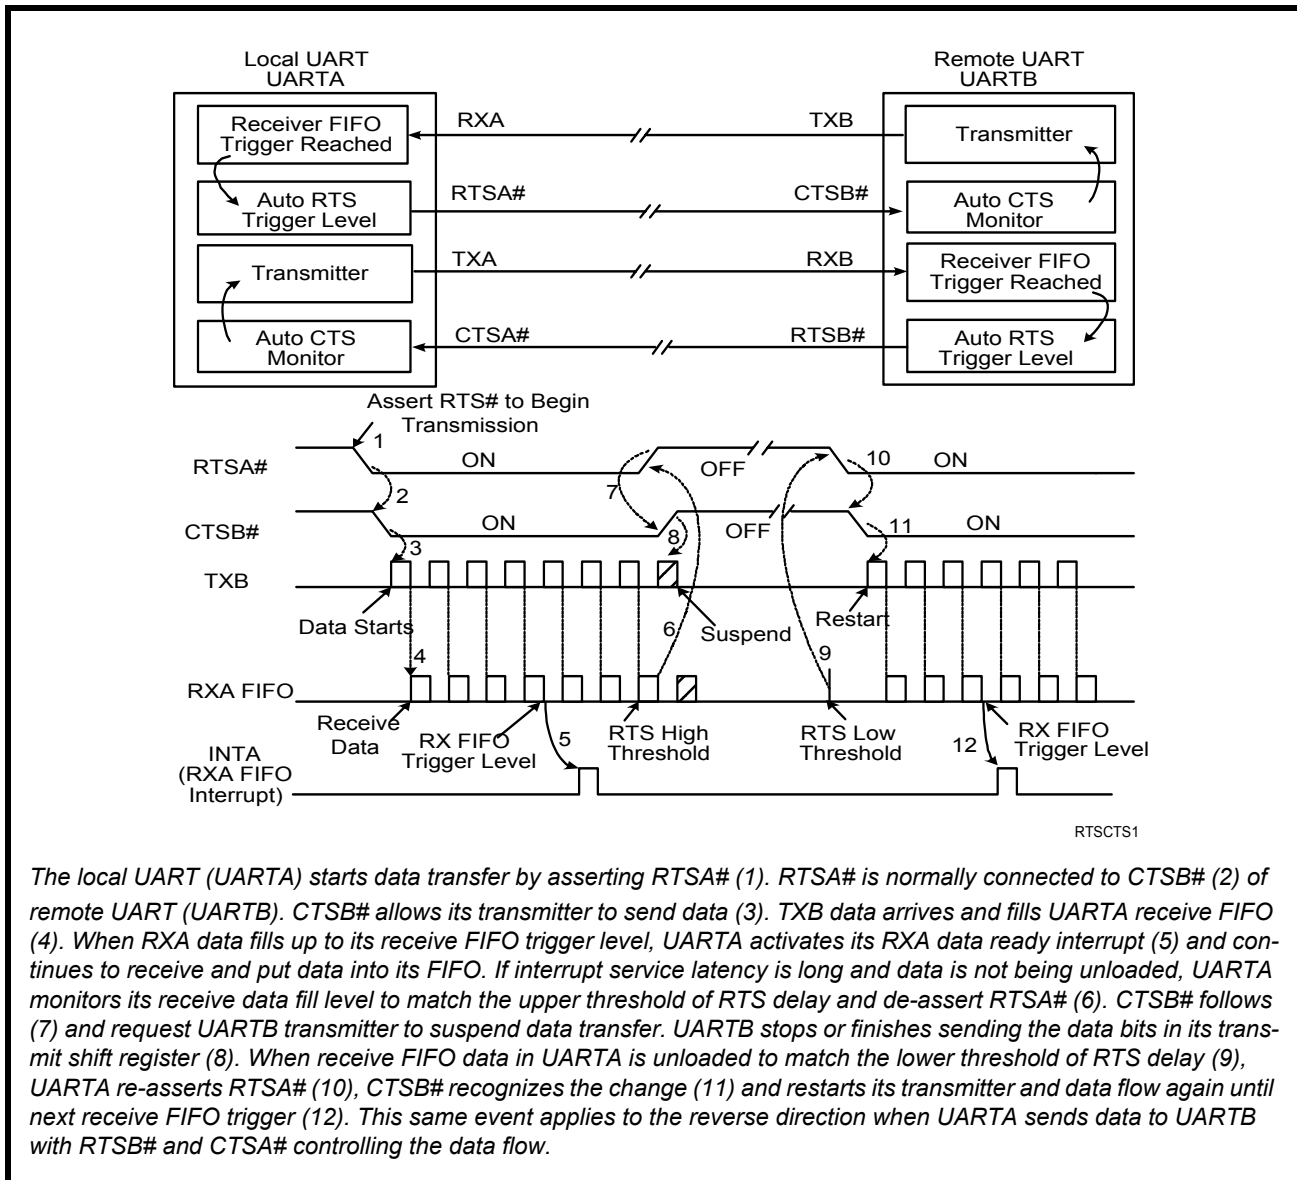 Local UART
UARTA
Remote UART
UARTB
Receiver FIFO
Trigger Reached
RXA
TXB
Transmitter
Auto RTS
Trigger Level
RTSA#
CTSB#
Auto CTS
Monitor
Transmitter
TXA
RXB
Receiver FIFO
Trigger Reached
Auto CTS
Monitor
CTSA#
RTSB#
Auto RTS
Trigger Level
Assert RTS# to Begin
Transmission
1
RTSA#
ON
OFF
10
ON
2
7
CTSB#
ON
8
OFF
11
ON
3
TXB
Data Starts
6
Suspend
Restart
4
9
RXA FIFO
Receive
Data
RX FIFO
Trigger Level
5
RTS High
Threshold
RTS Low
Threshold
12
RX FIFO
Trigger Level
INTA
(RXA FIFO
Interrupt)
RTSCTS1
The local UART (UARTA) starts data transfer by asserting RTSA# (1). RTSA# is normally connected to CTSB# (2) of
remote UART (UARTB). CTSB# allows its transmitter to send data (3). TXB data arrives and fills UARTA receive FIFO
(4). When RXA data fills up to its receive FIFO trigger level, UARTA activates its RXA data ready interrupt (5) and con-
tinues to receive and put data into its FIFO. If interrupt service latency is long and data is not being unloaded, UARTA
monitors its receive data fill level to match the upper threshold of RTS delay and de-assert RTSA# (6). CTSB# follows
(7) and request UARTB transmitter to suspend data transfer. UARTB stops or finishes sending the data bits in its trans-
mit shift register (8). When receive FIFO data in UARTA is unloaded to match the lower threshold of RTS delay (9),
UARTA re-asserts RTSA# (10), CTSB# recognizes the change (11) and restarts its transmitter and data flow again until
next receive FIFO trigger (12). This same event applies to the reverse direction when UARTA sends data to UARTB
with RTSB# and CTSA# controlling the data flow.